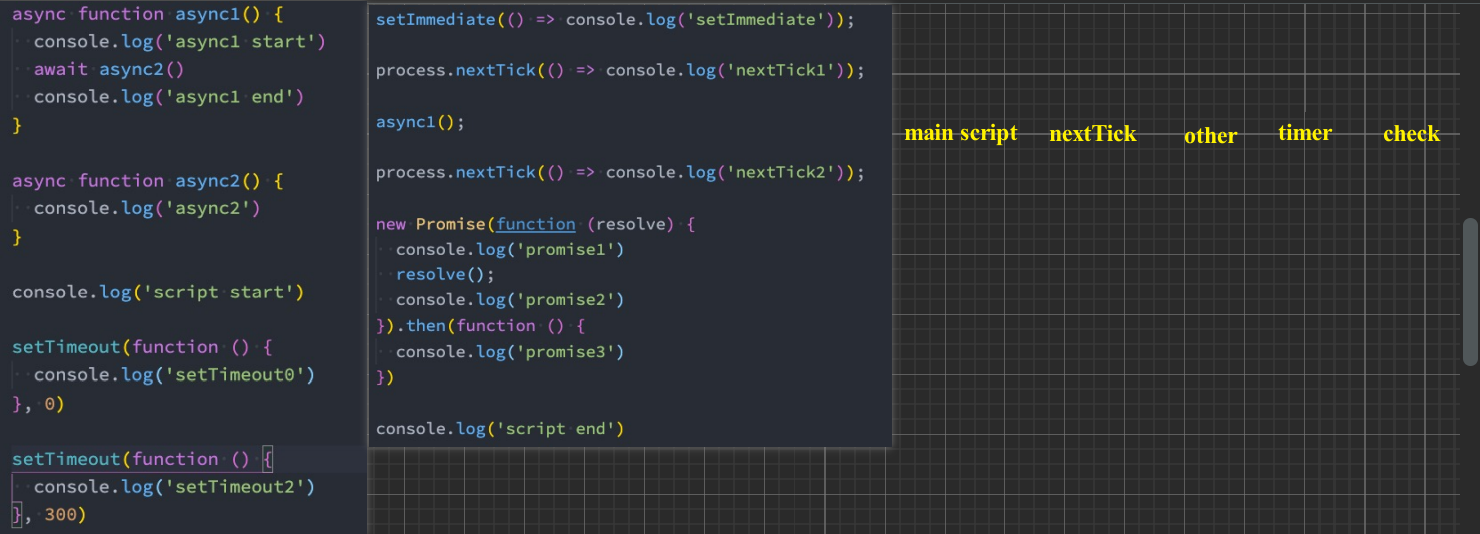 async function async1() {
  console.log('async1 start')
  await async2()
  console.log('async1 end')
}
async function async2() {
  console.log('async2')
}
console.log('script start')
setTimeout(function () {
  console.log('setTimeout0')
}, 0)
setTimeout(function () {
  console.log('setTimeout2')
}, 300)
setImmediate(() => console.log('setImmediate'));
process.nextTick(() => console.log('nextTick1'));
async1();
process.nextTick(() => console.log('nextTick2'));
new Promise(function (resolve) {
  console.log('promise1')
  resolve();
  console.log('promise2')
}).then(function () {
  console.log('promise3')
})
console.log('script end')
main script nextTick other timer check